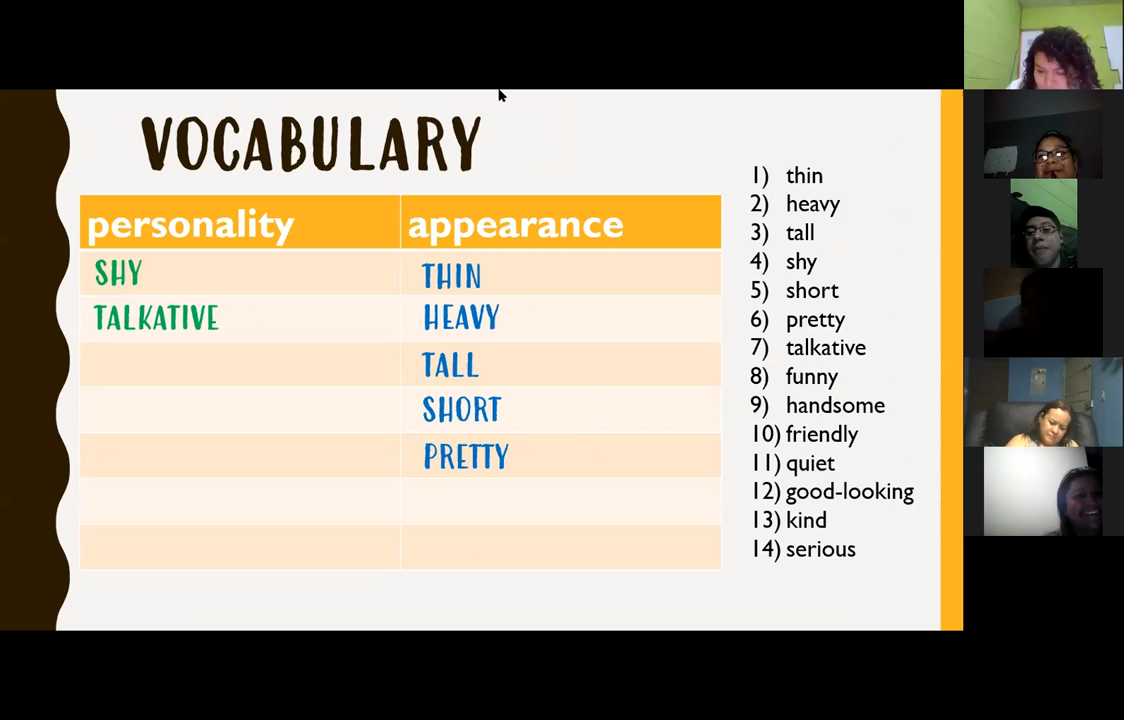 VOCABULARY
personality appearance
SHY THIN
TALKATIVE HEAVY
TALL
SHORT
PRETTY
1) thin
2) heavy
3) tall
4) shy
5) short
6) pretty
7) talkative
8) funny
9) handsome
10) friendly
11) quiet
12) good-looking
13) kind
14) serious